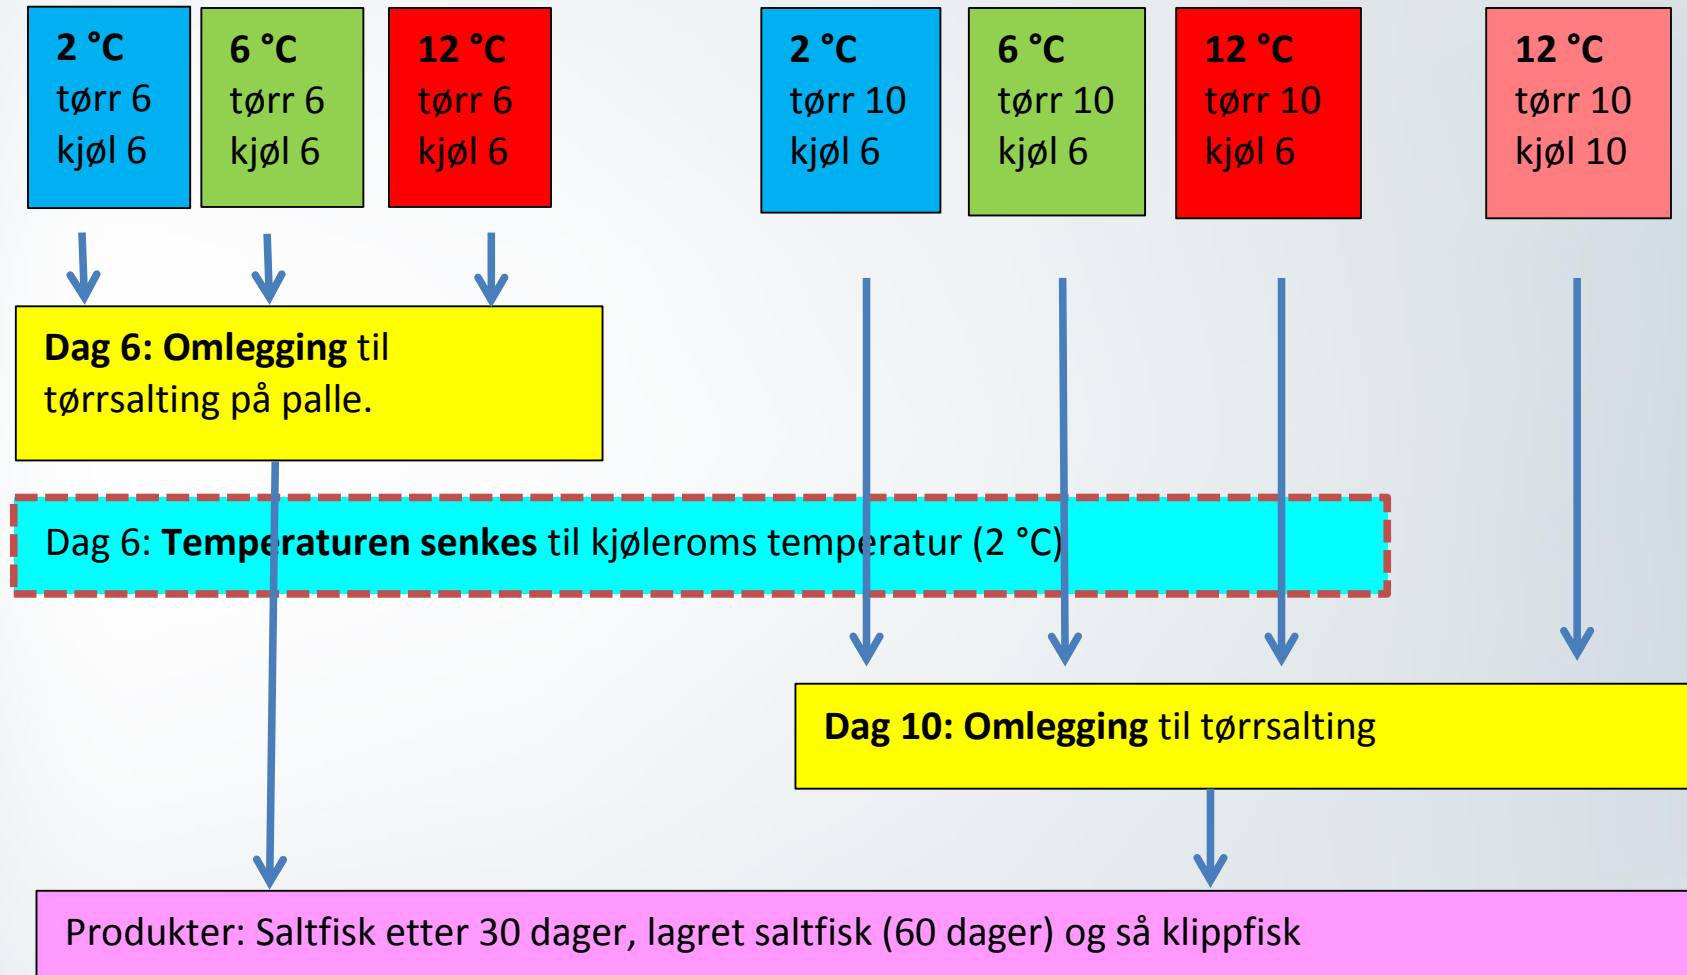 2 °C
tørr 6
kjøl 6
6 °C
tørr 6
kjøl 6
12 °C
tørr 6
kjøl 6
2 °C
tørr 10
kjøl 6
6 °C
tørr 10
kjøl 6
12 °C
tørr 10
kjøl 6
12 °C
tørr 10
kjøl 10
Dag 6: Omlegging til
tørrsalting på palle.
Dag 6: Temperaturen senkes til kjøleroms temperatur (2 °C)
Dag 10: Omlegging til tørrsalting
Produkter: Saltfisk etter 30 dager, lagret saltfisk (60 dager) og så klippfisk